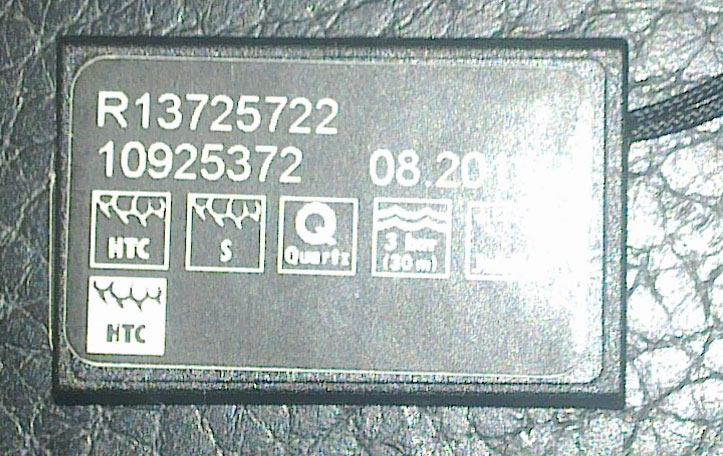 R13725722
10925372 08.20
HTC S Q Quartz 3 bar (30 m)
HTC